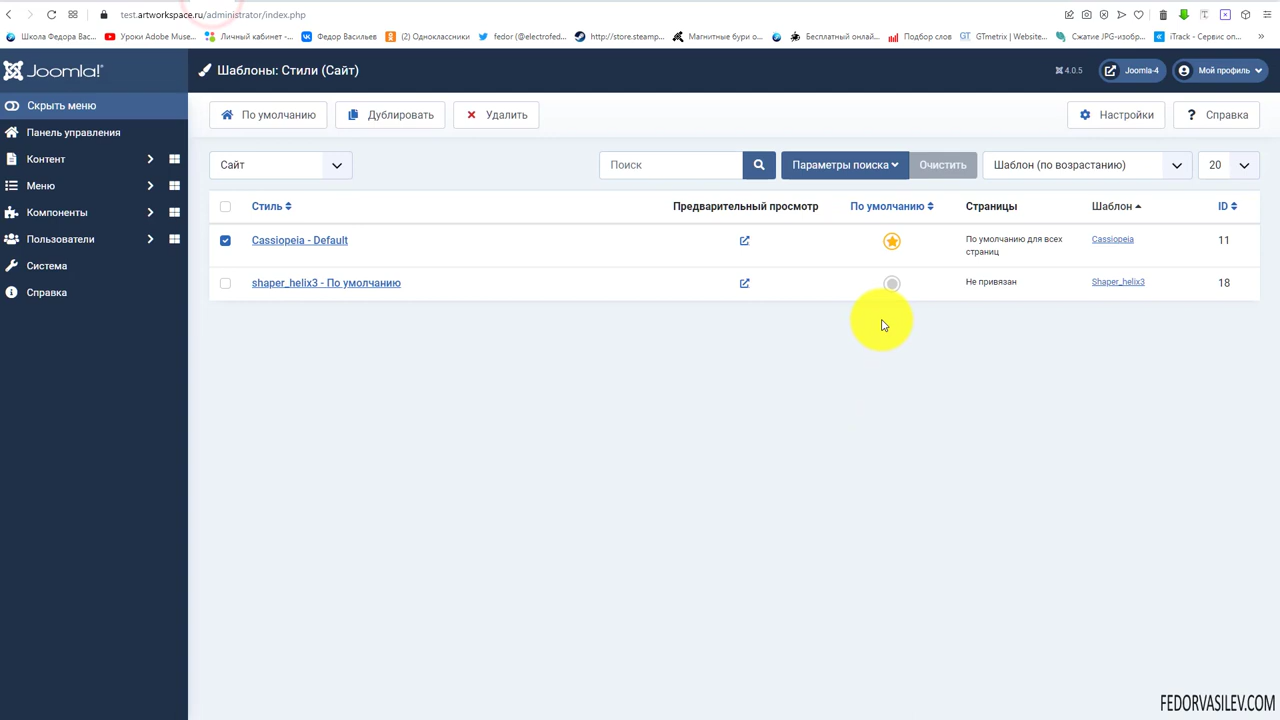 test.artworkspace.ru/administrator/index.php
Школа Федора Вас... Уроки Adobe Muse... Личный кабинет -... Федор Васильев (2) Одноклассники fedor (@electrofed... http://store.steamp... Магнитные бури о... Бесплатный онлай... Подбор слов GTmetrix | Website... Сжатие JPG-изобр... iTrack - Сервис оп...
Joomla!® Шаблоны: Стили (Сайт) 4.0.5 Joomla-4 Мой профиль
Скрыть меню По умолчанию Дублировать Удалить Настройки ? Справка
Панель управления
Контент Сайт Поиск Параметры поиска Очистить Шаблон (по возрастанию) 20
Меню
Компоненты Стиль Предварительный просмотр По умолчанию Страницы Шаблон ID
Пользователи Cassiopeia - Default По умолчанию для всех Cassiopeia 11
страниц
Система
Справка shaper_helix3 - По умолчанию Не привязан Shaper_helix3 18
FEDORVASILEV.COM